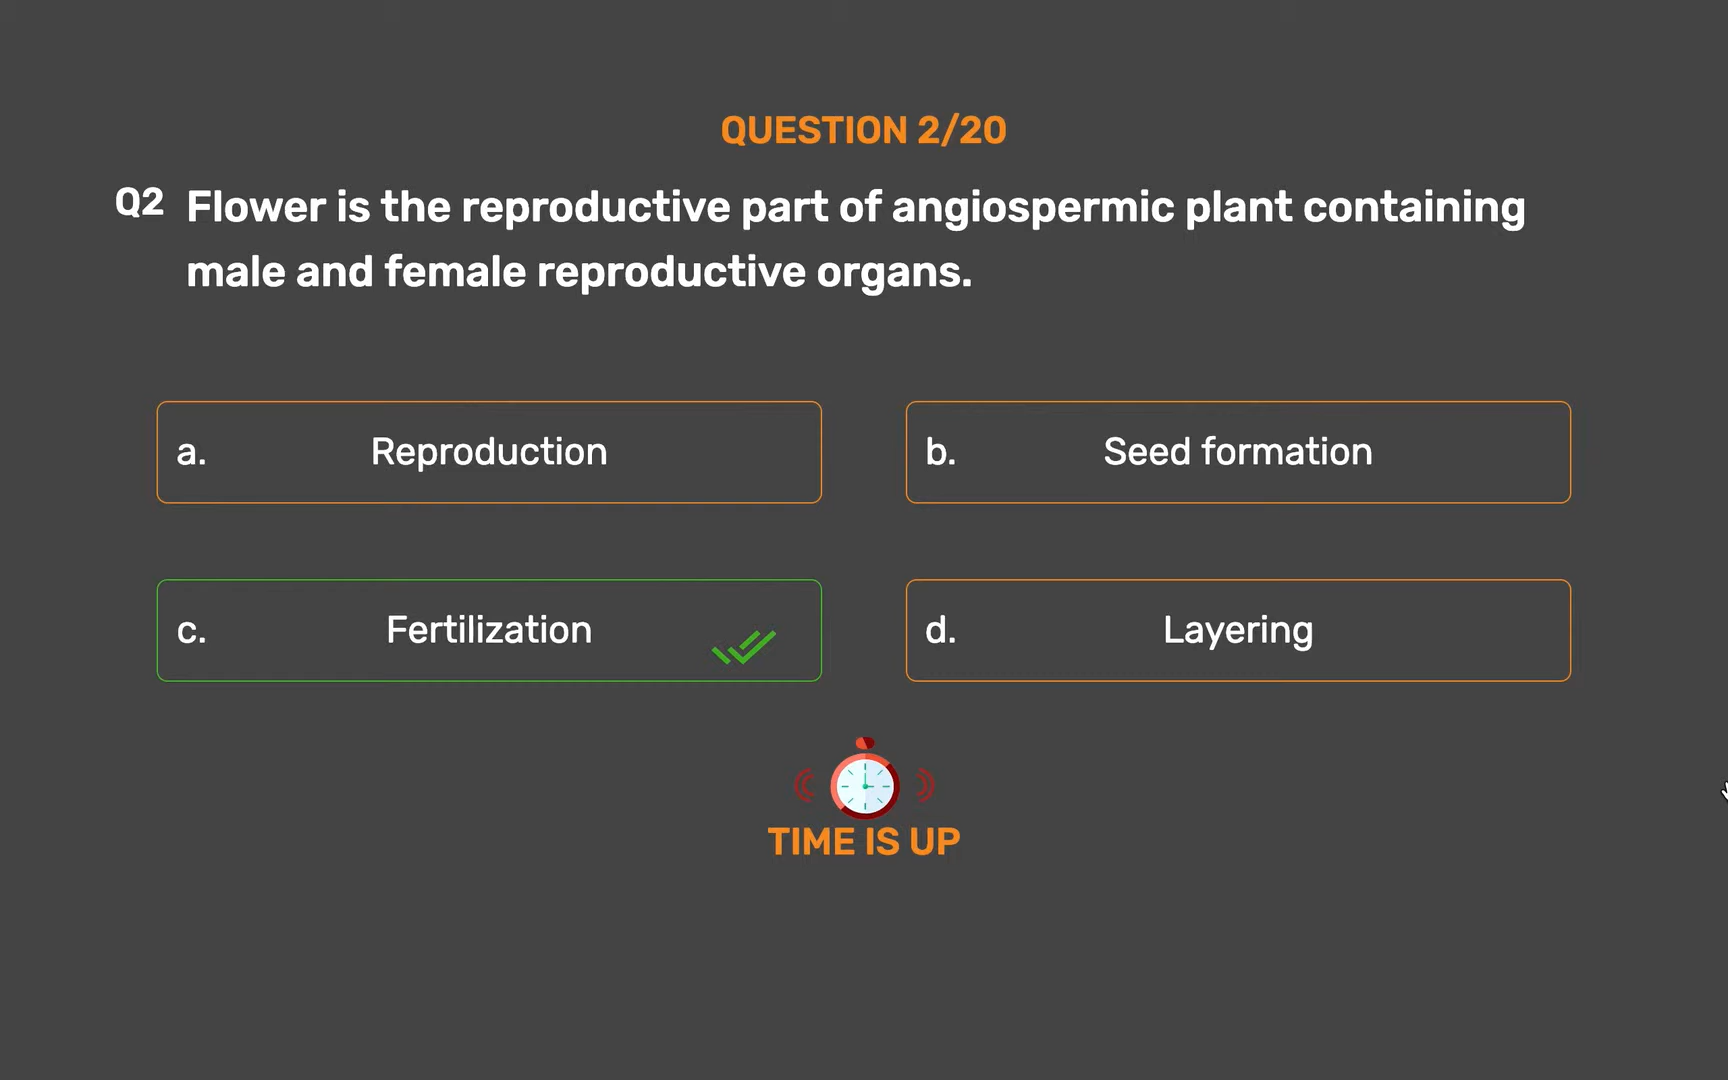 QUESTION 2/20
Q2 Flower is the reproductive part of angiospermic plant containing
male and female reproductive organs.
a. Reproduction
b. Seed formation
c. Fertilization
d. Layering
TIME IS UP